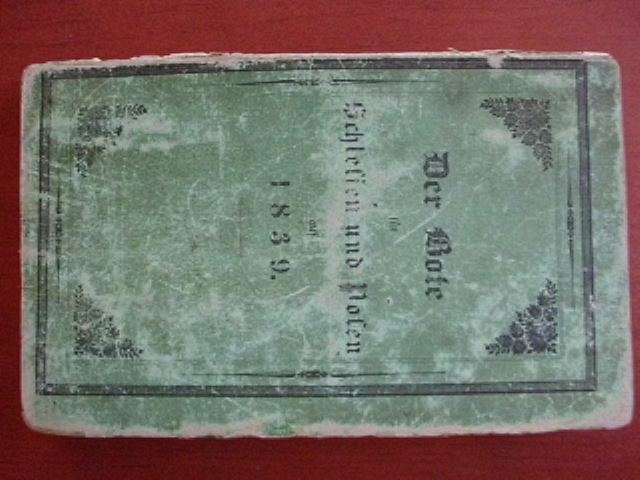 Der Bote
für
Schlesien und Posen
auf
1839.